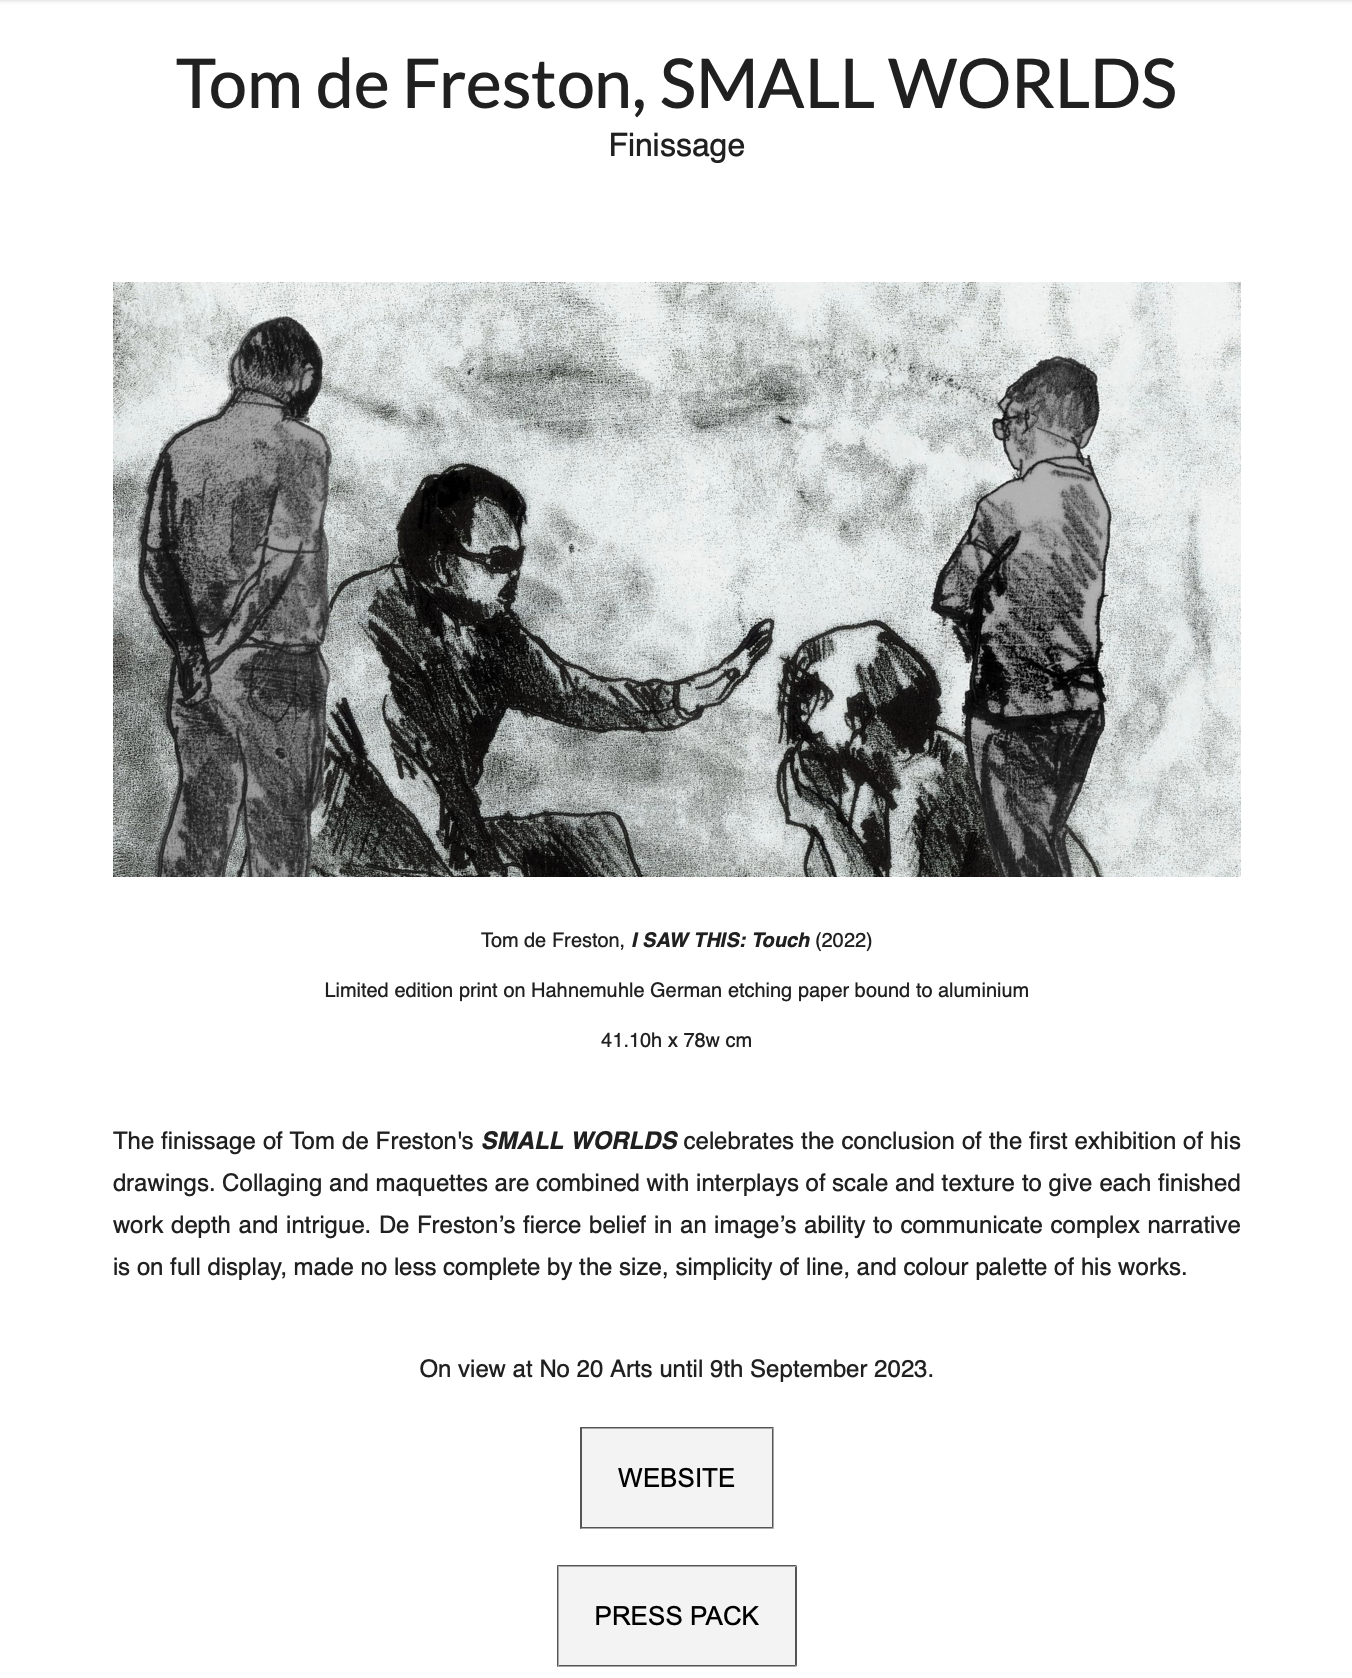 Tom de Freston, SMALL WORLDS
Finissage
Tom de Freston, I SAW THIS: Touch (2022)
Limited edition print on Hahnemuhle German etching paper bound to aluminium
41.10h x 78w cm
The finissage of Tom de Freston's SMALL WORLDS celebrates the conclusion of the first exhibition of his
drawings. Collaging and maquettes are combined with interplays of scale and texture to give each finished
work depth and intrigue. De Freston’s fierce belief in an image’s ability to communicate complex narrative
is on full display, made no less complete by the size, simplicity of line, and colour palette of his works.
On view at No 20 Arts until 9th September 2023.
WEBSITE
PRESS PACK